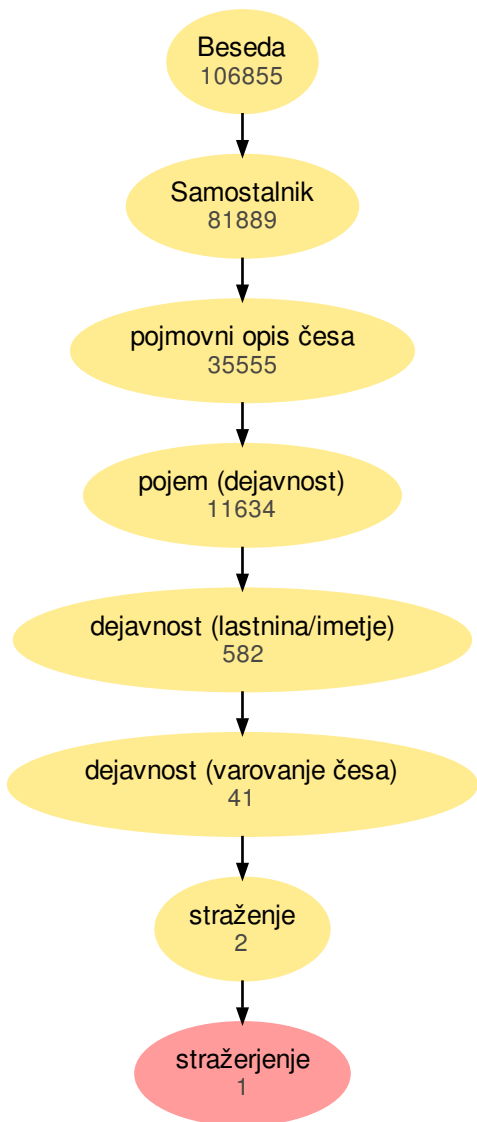 Beseda
106855
Samostalnik
81889
pojmovni opis česa
35555
pojem (dejavnost)
11634
dejavnost (lastnina/imetje)
582
dejavnost (varovanje česa)
41
straženje
2
stražerjenje
1